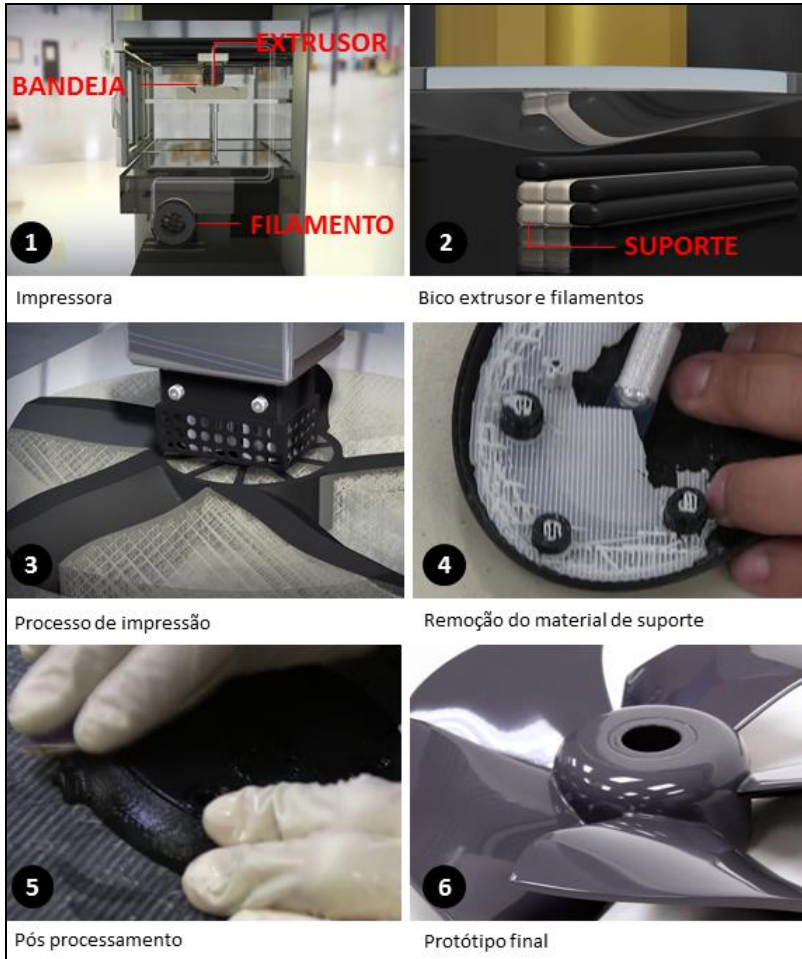 EXTRUSOR
BANDEJA
FILAMENTO
1
Impressora
SUPORTE
2
Bico extrusor e filamentos
3
Processo de impressão
4
Remoção do material de suporte
5
Pós processamento
6
Protótipo final